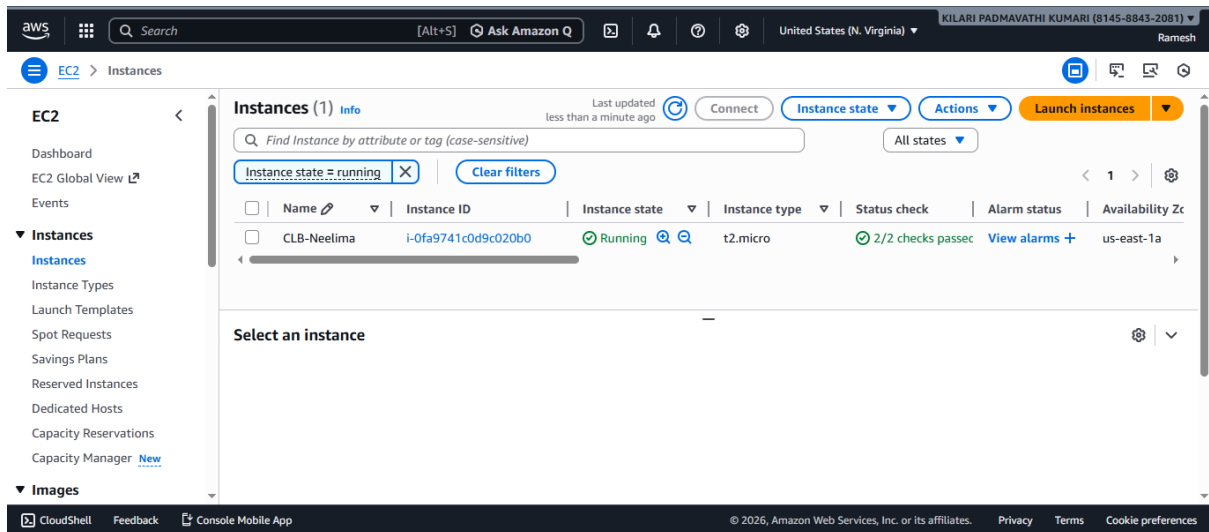 aws
Search [Alt+S] Ask Amazon Q United States (N. Virginia) KILARI PADMAVATHI KUMARI (8145-8843-2081)
Ramesh
EC2 > Instances
EC2
Dashboard
EC2 Global View
Events
Instances
Instances
Instance Types
Launch Templates
Spot Requests
Savings Plans
Reserved Instances
Dedicated Hosts
Capacity Reservations
Capacity Manager New
Images
Instances (1) Info
Last updated
less than a minute ago
Connect Instance state Actions Launch instances
Find Instance by attribute or tag (case-sensitive) All states
Instance state = running Clear filters 1
Name Instance ID Instance state Instance type Status check Alarm status Availability Zo
CLB-Neelima i-0fa9741c0d9c020b0 Running t2.micro 2/2 checks passec View alarms + us-east-1a
Select an instance
CloudShell Feedback Console Mobile App © 2026, Amazon Web Services, Inc. or its affiliates. Privacy Terms Cookie preferences